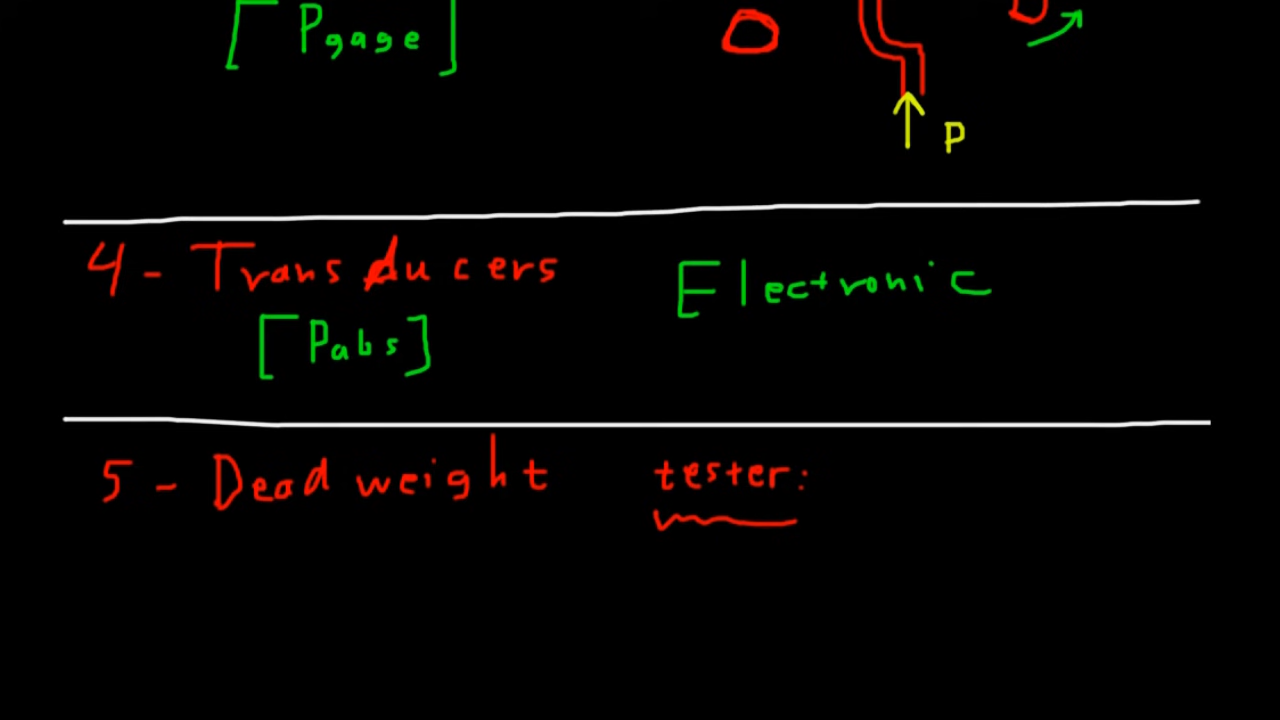 [Pgage]
P
4 - Transducers Electronic
[Pabs]
5 - Dead weight tester: